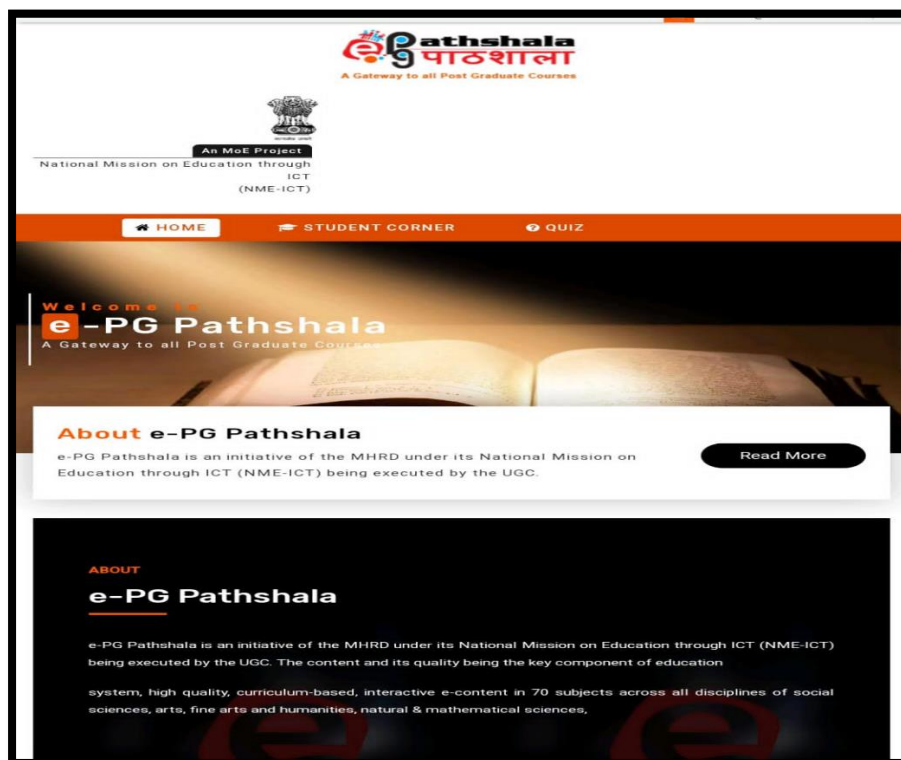 e Pathshala
PG पाठशाला
A Gateway to all Post Graduate Courses
An MoE Project
National Mission on Education through
ICT
(NME-ICT)
HOME STUDENT CORNER QUIZ
Welcome to
e-PG Pathshala
A Gateway to all Post Graduate Courses
About e-PG Pathshala
e-PG Pathshala is an initiative of the MHRD under its National Mission on
Education through ICT (NME-ICT) being executed by the UGC.
Read More
ABOUT
e-PG Pathshala
e-PG Pathshala is an initiative of the MHRD under its National Mission on Education through ICT (NME-ICT)
being executed by the UGC. The content and its quality being the key component of education
system, high quality, curriculum-based, interactive e-content in 70 subjects across all disciplines of social
sciences, arts, fine arts and humanities, natural & mathematical sciences,